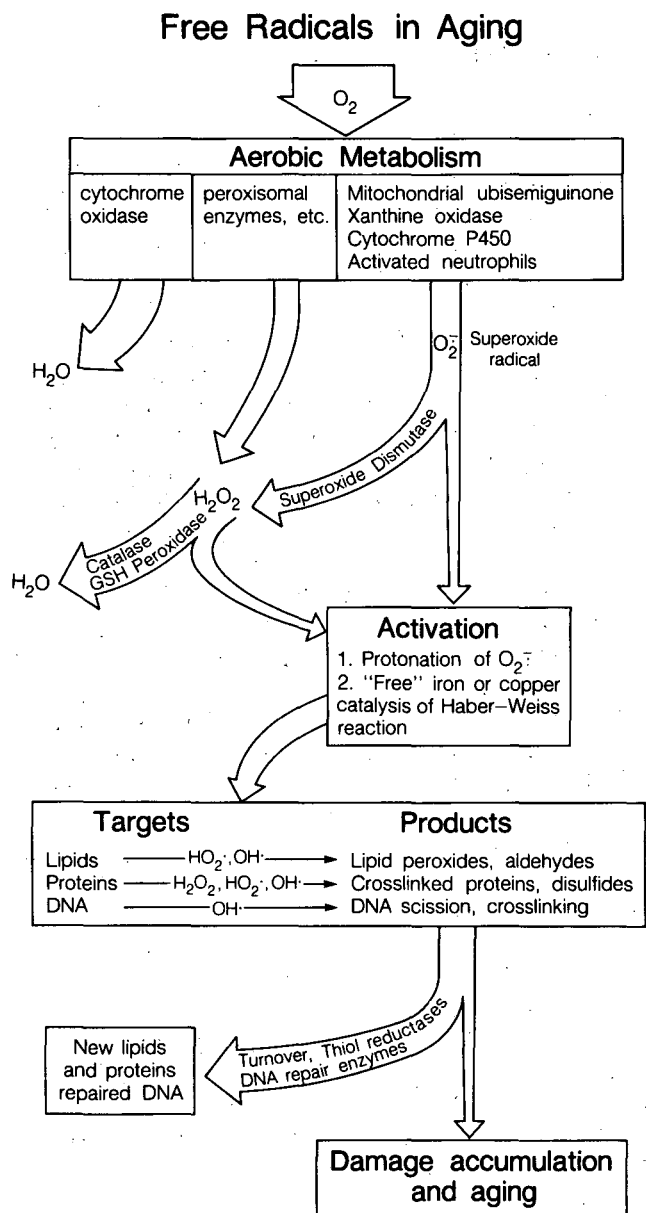 Free Radicals in Aging
O₂
Aerobic Metabolism
cytochrome
oxidase
peroxisomal
enzymes, etc.
Mitochondrial ubisemiguinone
Xanthine oxidase
Cytochrome P450
Activated neutrophils
H₂O
O₂⨪
Superoxide
radical
Superoxide Dismutase
H₂O₂
Catalase
GSH Peroxidase
H₂O
Activation
1. Protonation of O₂⨪
2. "Free" iron or copper
catalysis of Haber–Weiss
reaction
Targets Products
Lipids HO₂·, OH· Lipid peroxides, aldehydes
Proteins H₂O₂, HO₂·, OH· Crosslinked proteins, disulfides
DNA OH· DNA scission, crosslinking
Turnover, Thiol reductases
DNA repair enzymes
New lipids
and proteins
repaired DNA
Damage accumulation
and aging